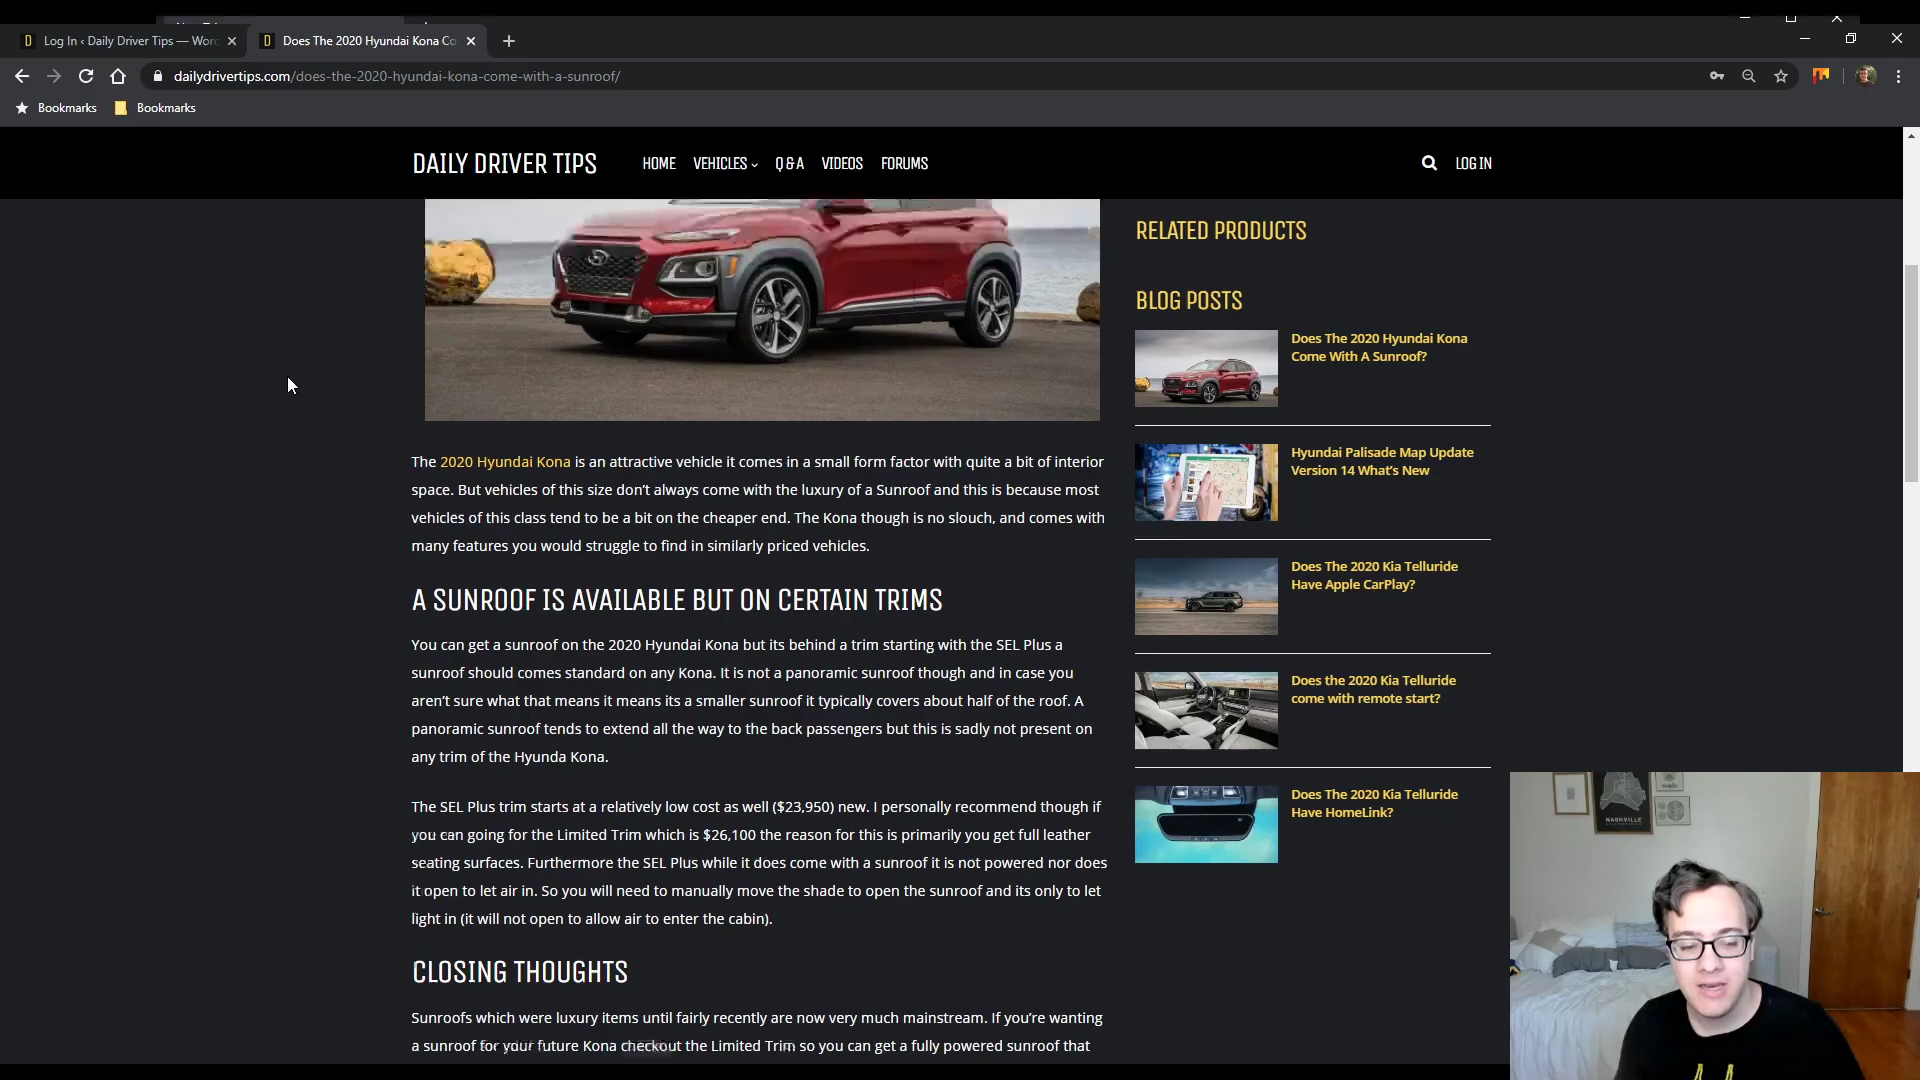 Log In ‹ Daily Driver Tips — Word
Does The 2020 Hyundai Kona Co
dailydrivertips.com/does-the-2020-hyundai-kona-come-with-a-sunroof/
Bookmarks
Bookmarks
DAILY DRIVER TIPS
HOME
VEHICLES
Q & A
VIDEOS
FORUMS
LOG IN
The 2020 Hyundai Kona is an attractive vehicle it comes in a small form factor with quite a bit of interior
space. But vehicles of this size don't always come with the luxury of a Sunroof and this is because most
vehicles of this class tend to be a bit on the cheaper end. The Kona though is no slouch, and comes with
many features you would struggle to find in similarly priced vehicles.
A SUNROOF IS AVAILABLE BUT ON CERTAIN TRIMS
You can get a sunroof on the 2020 Hyundai Kona but its behind a trim starting with the SEL Plus a
sunroof should comes standard on any Kona. It is not a panoramic sunroof though and in case you
aren't sure what that means it means its a smaller sunroof it typically covers about half of the roof. A
panoramic sunroof tends to extend all the way to the back passengers but this is sadly not present on
any trim of the Hyunda Kona.
The SEL Plus trim starts at a relatively low cost as well ($23,950) new. I personally recommend though if
you can going for the Limited Trim which is $26,100 the reason for this is primarily you get full leather
seating surfaces. Furthermore the SEL Plus while it does come with a sunroof it is not powered nor does
it open to let air in. So you will need to manually move the shade to open the sunroof and its only to let
light in (it will not open to allow air to enter the cabin).
CLOSING THOUGHTS
Sunroofs which were luxury items until fairly recently are now very much mainstream. If you're wanting
a sunroof for your future Kona checkout the Limited Trim so you can get a fully powered sunroof that
RELATED PRODUCTS
BLOG POSTS
Does The 2020 Hyundai Kona
Come With A Sunroof?
Hyundai Palisade Map Update
Version 14 What's New
Does The 2020 Kia Telluride
Have Apple CarPlay?
Does the 2020 Kia Telluride
come with remote start?
Does The 2020 Kia Telluride
Have HomeLink?
NASHVILLE